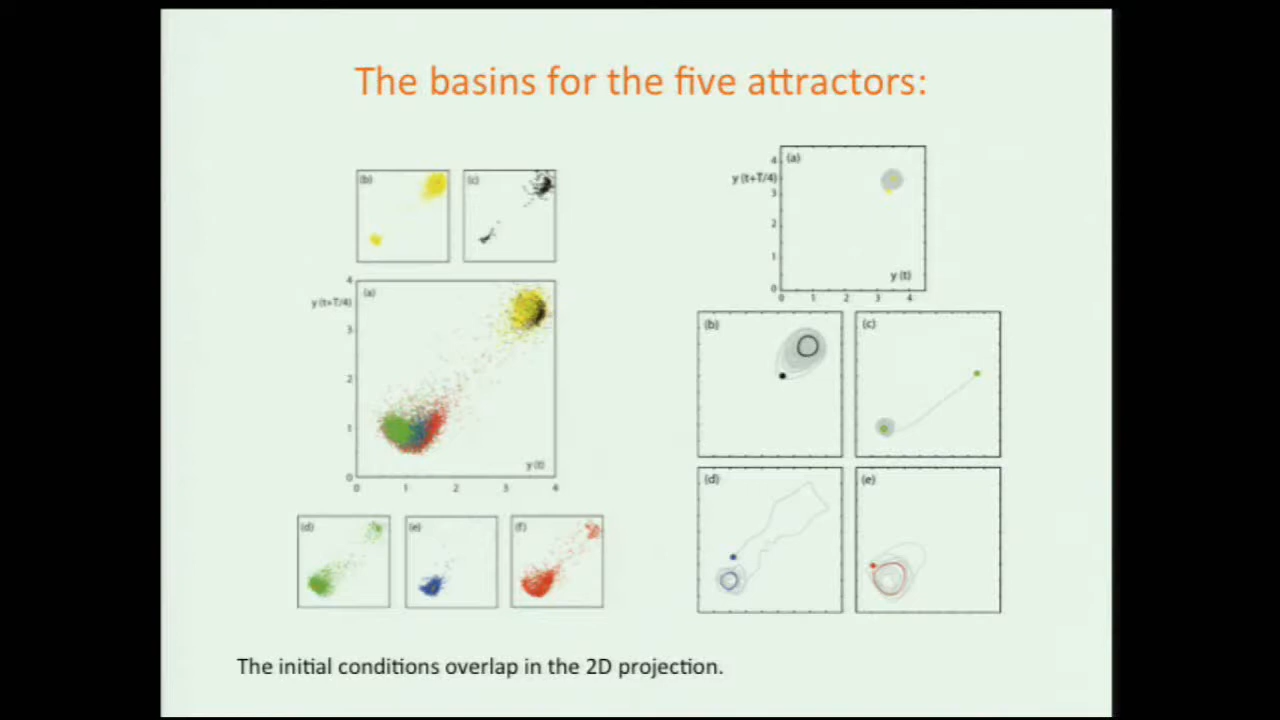 The basins for the five attractors:
(b)
(c)
4
y (t+T/4)
(a)
3
2
1
0
y (t)
0 1 2 3 4
(d)
(e)
(f)
(a)
4
y (t+T/4)
3
2
1
0
y (t)
0 1 2 3 4
(b)
(c)
(d)
(e)
The initial conditions overlap in the 2D projection.